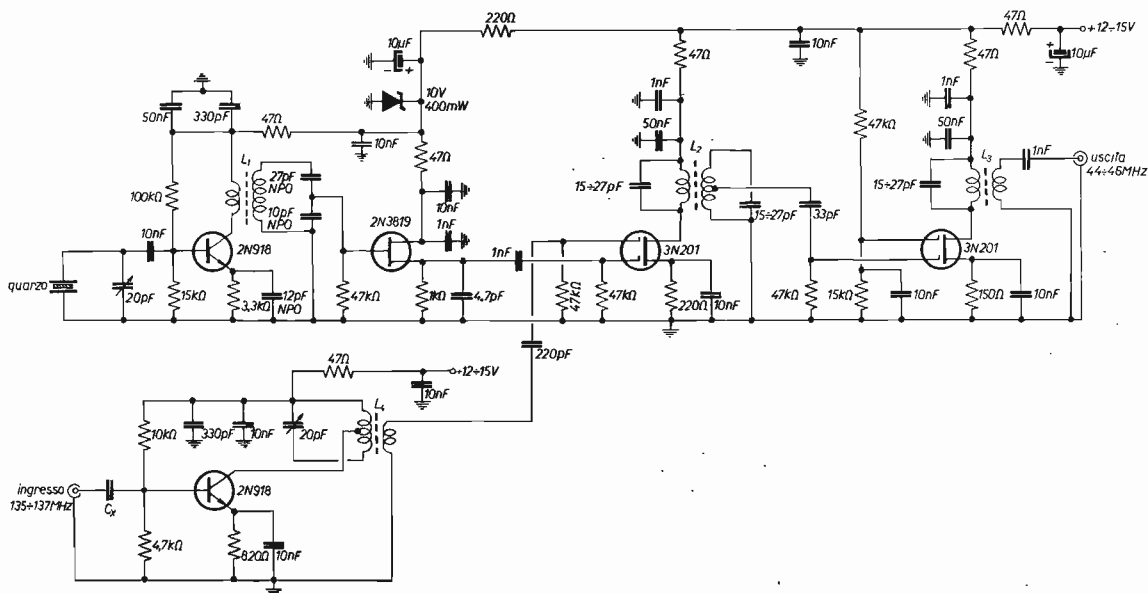 220Ω
47Ω
+12÷15V
10µF
- +
10nF
47Ω
47Ω
+
-
10µF
10V
400mW
50nF
330pF
1nF
1nF
47Ω
10nF
47Ω
50nF
47kΩ
50nF
L1
L2
L3
1nF
uscita
44÷46MHz
27pF
NPO
10pF
NPO
100kΩ
10nF
15÷27pF
15÷27pF
33pF
15÷27pF
10nF
2N918
2N3819
1nF
1nF
3N201
3N201
quarzo
20pF
15kΩ
3,3kΩ
12pF
NPO
47kΩ
1kΩ
4,7pF
47kΩ
47kΩ
220Ω
10nF
47kΩ
15kΩ
10nF
150Ω
10nF
220pF
47Ω
+12÷15V
10nF
L4
10kΩ
330pF
10nF
20pF
2N918
ingresso
135÷137MHz
Cx
4,7kΩ
820Ω
10nF